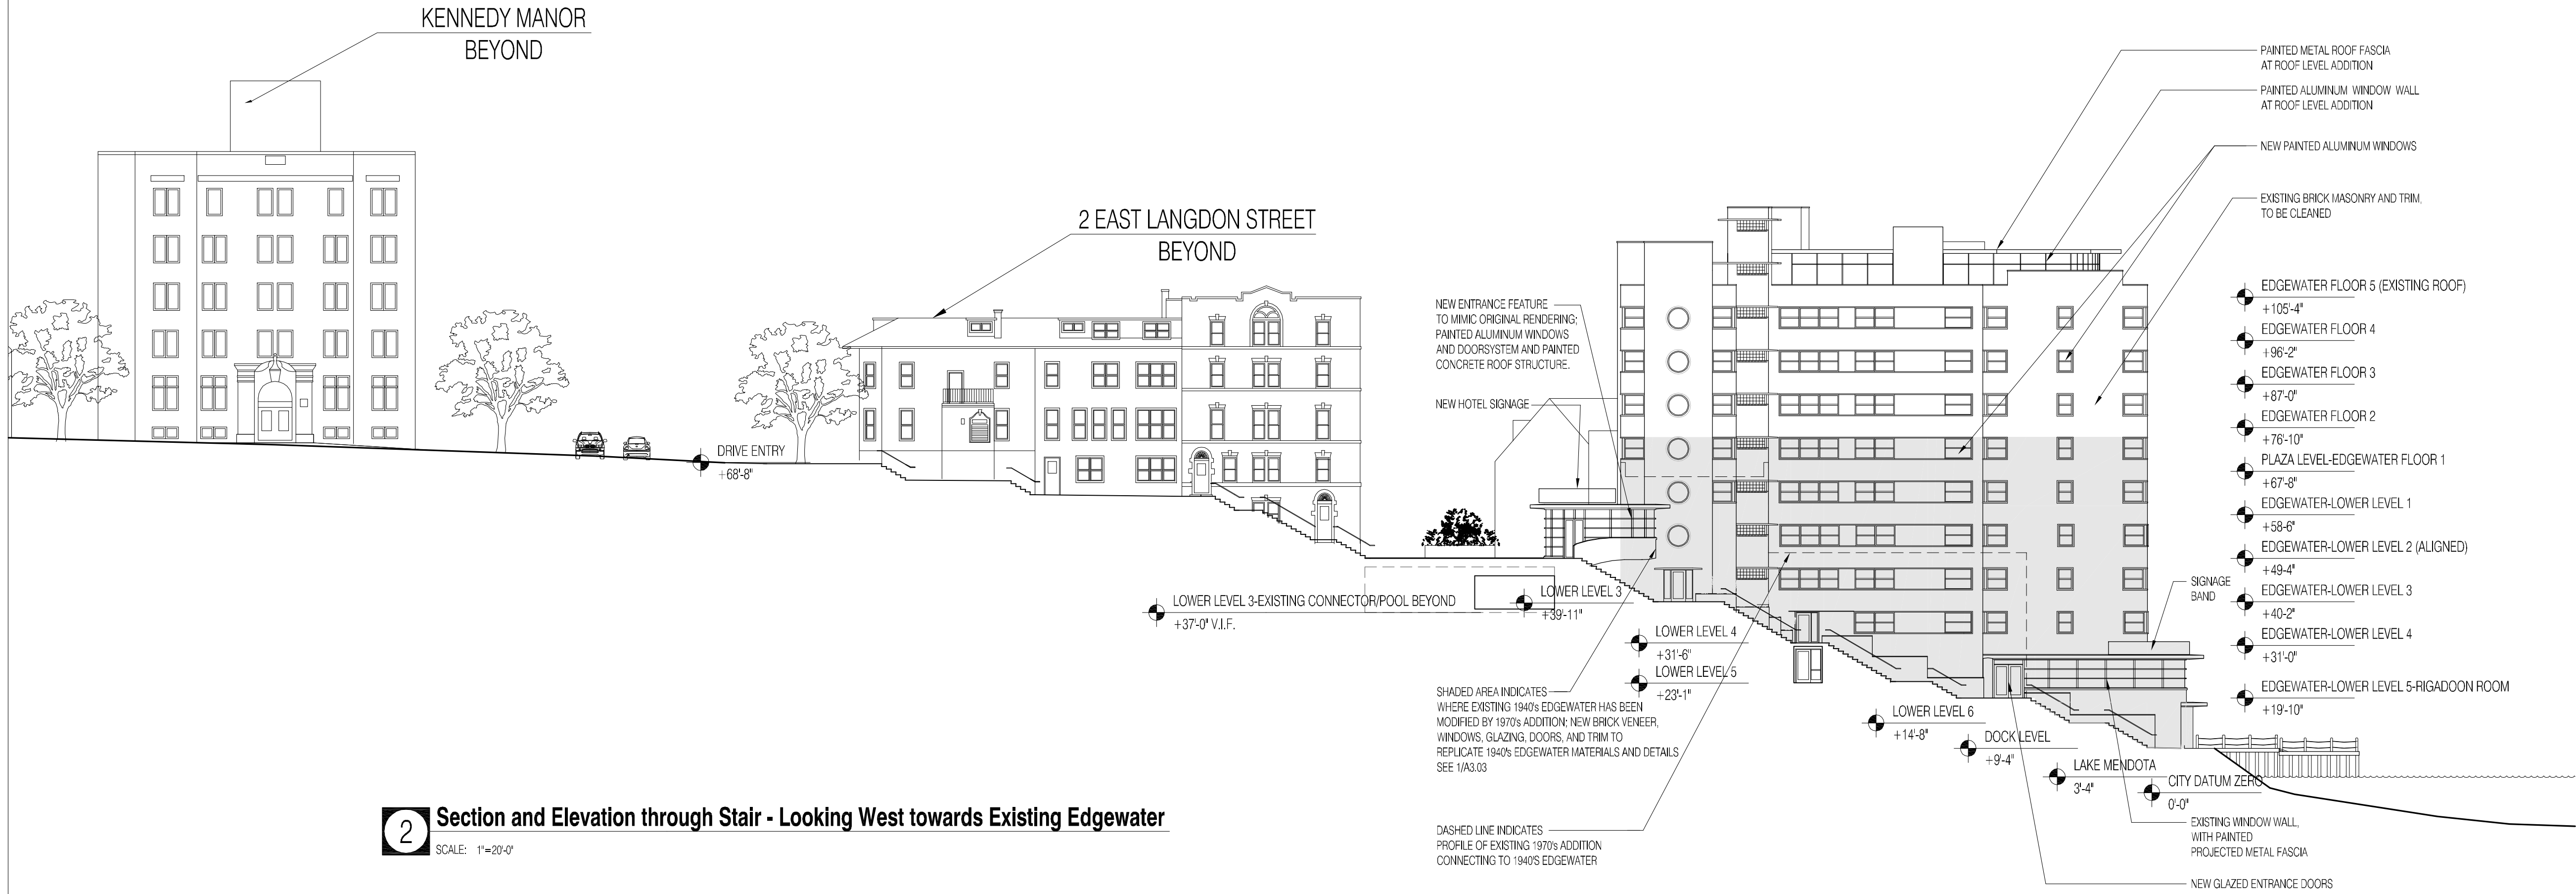 KENNEDY MANOR
BEYOND
2 EAST LANGDON STREET
BEYOND
DRIVE ENTRY
+68'-8"
LOWER LEVEL 3-EXISTING CONNECTOR/POOL BEYOND
+37'-0" V.I.F.
NEW ENTRANCE FEATURE
TO MIMIC ORIGINAL RENDERING;
PAINTED ALUMINUM WINDOWS
AND DOORSYSTEM AND PAINTED
CONCRETE ROOF STRUCTURE.
NEW HOTEL SIGNAGE
LOWER LEVEL 3
+39'-11"
LOWER LEVEL 4
+31'-6"
LOWER LEVEL 5
+23'-1"
SHADED AREA INDICATES
WHERE EXISTING 1940's EDGEWATER HAS BEEN
MODIFIED BY 1970's ADDITION; NEW BRICK VENEER,
WINDOWS, GLAZING, DOORS, AND TRIM TO
REPLICATE 1940's EDGEWATER MATERIALS AND DETAILS
SEE 1/A3.03
DASHED LINE INDICATES
PROFILE OF EXISTING 1970's ADDITION
CONNECTING TO 1940'S EDGEWATER
LOWER LEVEL 6
+14'-8"
DOCK LEVEL
+9'-4"
LAKE MENDOTA
3'-4"
CITY DATUM ZERO
0'-0"
PAINTED METAL ROOF FASCIA
AT ROOF LEVEL ADDITION
PAINTED ALUMINUM WINDOW WALL
AT ROOF LEVEL ADDITION
NEW PAINTED ALUMINUM WINDOWS
EXISTING BRICK MASONRY AND TRIM,
TO BE CLEANED
EDGEWATER FLOOR 5 (EXISTING ROOF)
+105'-4"
EDGEWATER FLOOR 4
+96'-2"
EDGEWATER FLOOR 3
+87'-0"
EDGEWATER FLOOR 2
+76'-10"
PLAZA LEVEL-EDGEWATER FLOOR 1
+67'-8"
EDGEWATER-LOWER LEVEL 1
+58-6"
EDGEWATER-LOWER LEVEL 2 (ALIGNED)
+49-4"
EDGEWATER-LOWER LEVEL 3
+40-2"
EDGEWATER-LOWER LEVEL 4
+31'-0"
EDGEWATER-LOWER LEVEL 5-RIGADOON ROOM
+19'-10"
SIGNAGE
BAND
EXISTING WINDOW WALL,
WITH PAINTED
PROJECTED METAL FASCIA
NEW GLAZED ENTRANCE DOORS
2
Section and Elevation through Stair - Looking West towards Existing Edgewater
SCALE: 1"=20'-0"